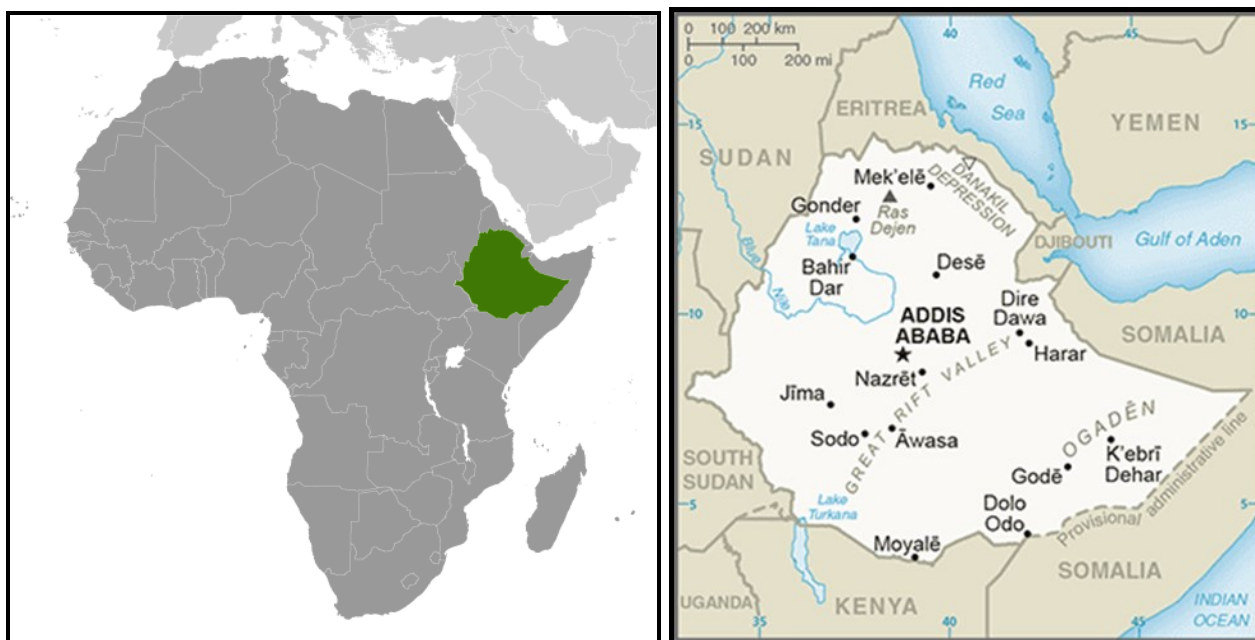 0 100 200 km
0 100 200 mi
40
45
Red
Sea
ERITREA
YEMEN
15
15
SUDAN
Mek'elē
DANAKIL
DEPRESSION
Gonder
Ras
Dejen
Lake
Tana
DJIBOUTI
Gulf of Aden
Blue
Nile
Bahir
Dar
Desē
Dire
Dawa
10
10
ADDIS
ABABA
SOMALIA
Harar
Nazrēt
GREAT RIFT VALLEY
Jīma
OGADĒN
Sodo
Āwasa
K'ebrī
Dehar
SOUTH
SUDAN
Godē
Provisional administrative line
Lake
Turkana
Dolo
Odo
5
5
Moyalē
SOMALIA
UGANDA
KENYA
INDIAN
OCEAN
35
40
45